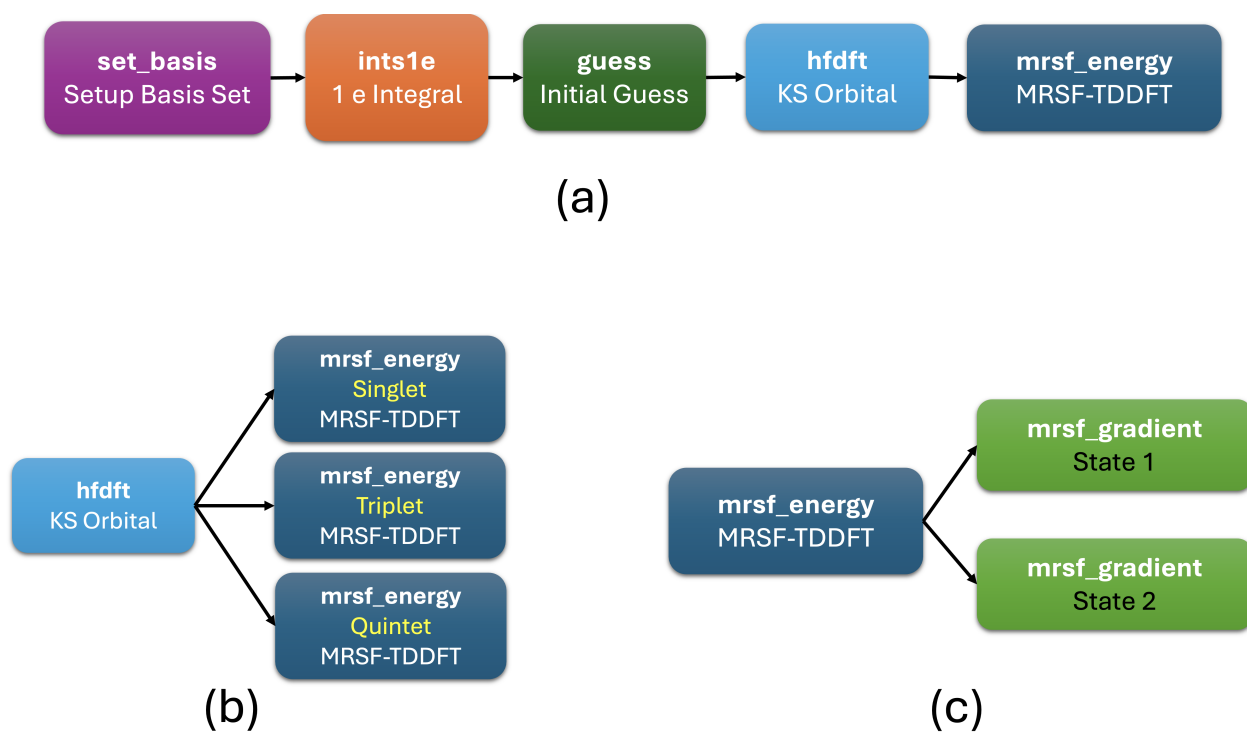 set_basis
Setup Basis Set
ints1e
1 e Integral
guess
Initial Guess
hfdft
KS Orbital
mrsf_energy
MRSF-TDDFT
(a)
hfdft
KS Orbital
mrsf_energy
Singlet
MRSF-TDDFT
mrsf_energy
Triplet
MRSF-TDDFT
mrsf_energy
Quintet
MRSF-TDDFT
(b)
mrsf_energy
MRSF-TDDFT
mrsf_gradient
State 1
mrsf_gradient
State 2
(c)